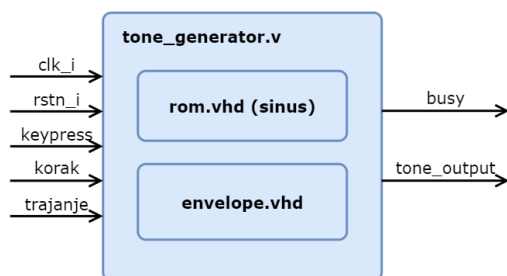 tone_generator.v
clk_i
rstn_i
keypress
korak
trajanje
rom.vhd (sinus)
envelope.vhd
busy
tone_output